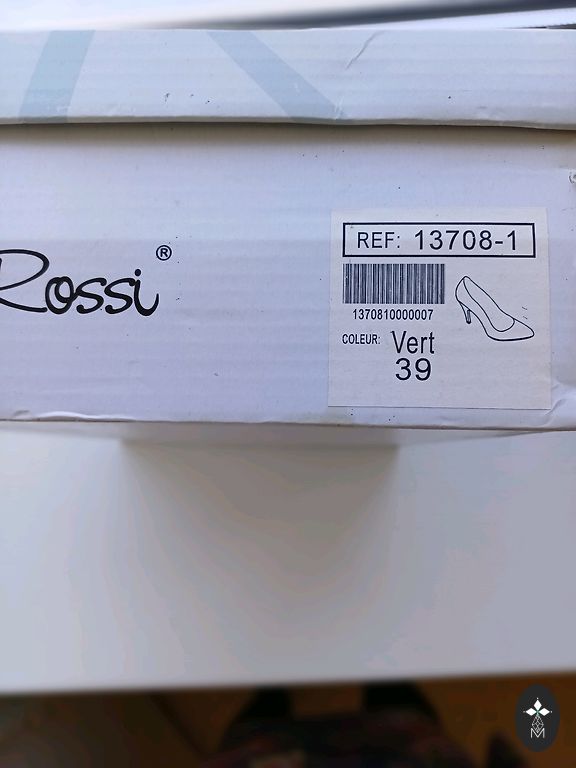 Rossi®
REF: 13708-1
1370810000007
COLEUR: Vert
39